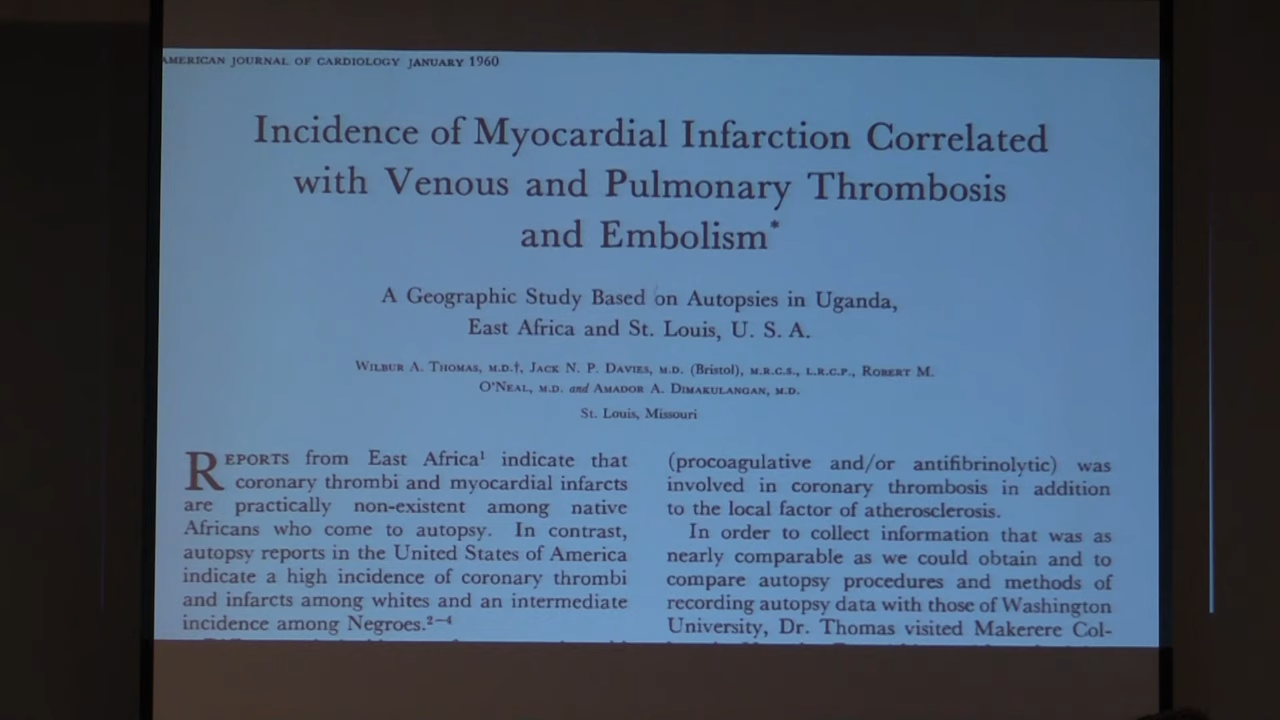 AMERICAN JOURNAL OF CARDIOLOGY JANUARY 1960
Incidence of Myocardial Infarction Correlated
with Venous and Pulmonary Thrombosis
and Embolism*
A Geographic Study Based on Autopsies in Uganda,
East Africa and St. Louis, U. S. A.
WILBUR A. THOMAS, M.D.†, JACK N. P. DAVIES, M.D. (Bristol), M.R.C.S., L.R.C.P., ROBERT M.
O'NEAL, M.D. and AMADOR A. DIMAKULANGAN, M.D.
St. Louis, Missouri
REPORTS from East Africa¹ indicate that
coronary thrombi and myocardial infarcts
are practically non-existent among native
Africans who come to autopsy. In contrast,
autopsy reports in the United States of America
indicate a high incidence of coronary thrombi
and infarcts among whites and an intermediate
incidence among Negroes.²⁻⁴
(procoagulative and/or antifibrinolytic) was
involved in coronary thrombosis in addition
to the local factor of atherosclerosis.
In order to collect information that was as
nearly comparable as we could obtain and to
compare autopsy procedures and methods of
recording autopsy data with those of Washington
University, Dr. Thomas visited Makerere Col-